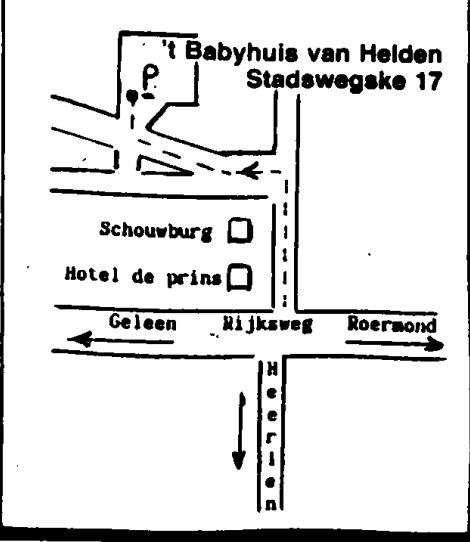 't Babyhuis van Helden
Stadswegske 17
P
Schouwburg
Hotel de prins
Geleen Rijksweg Roermond
Heerlen